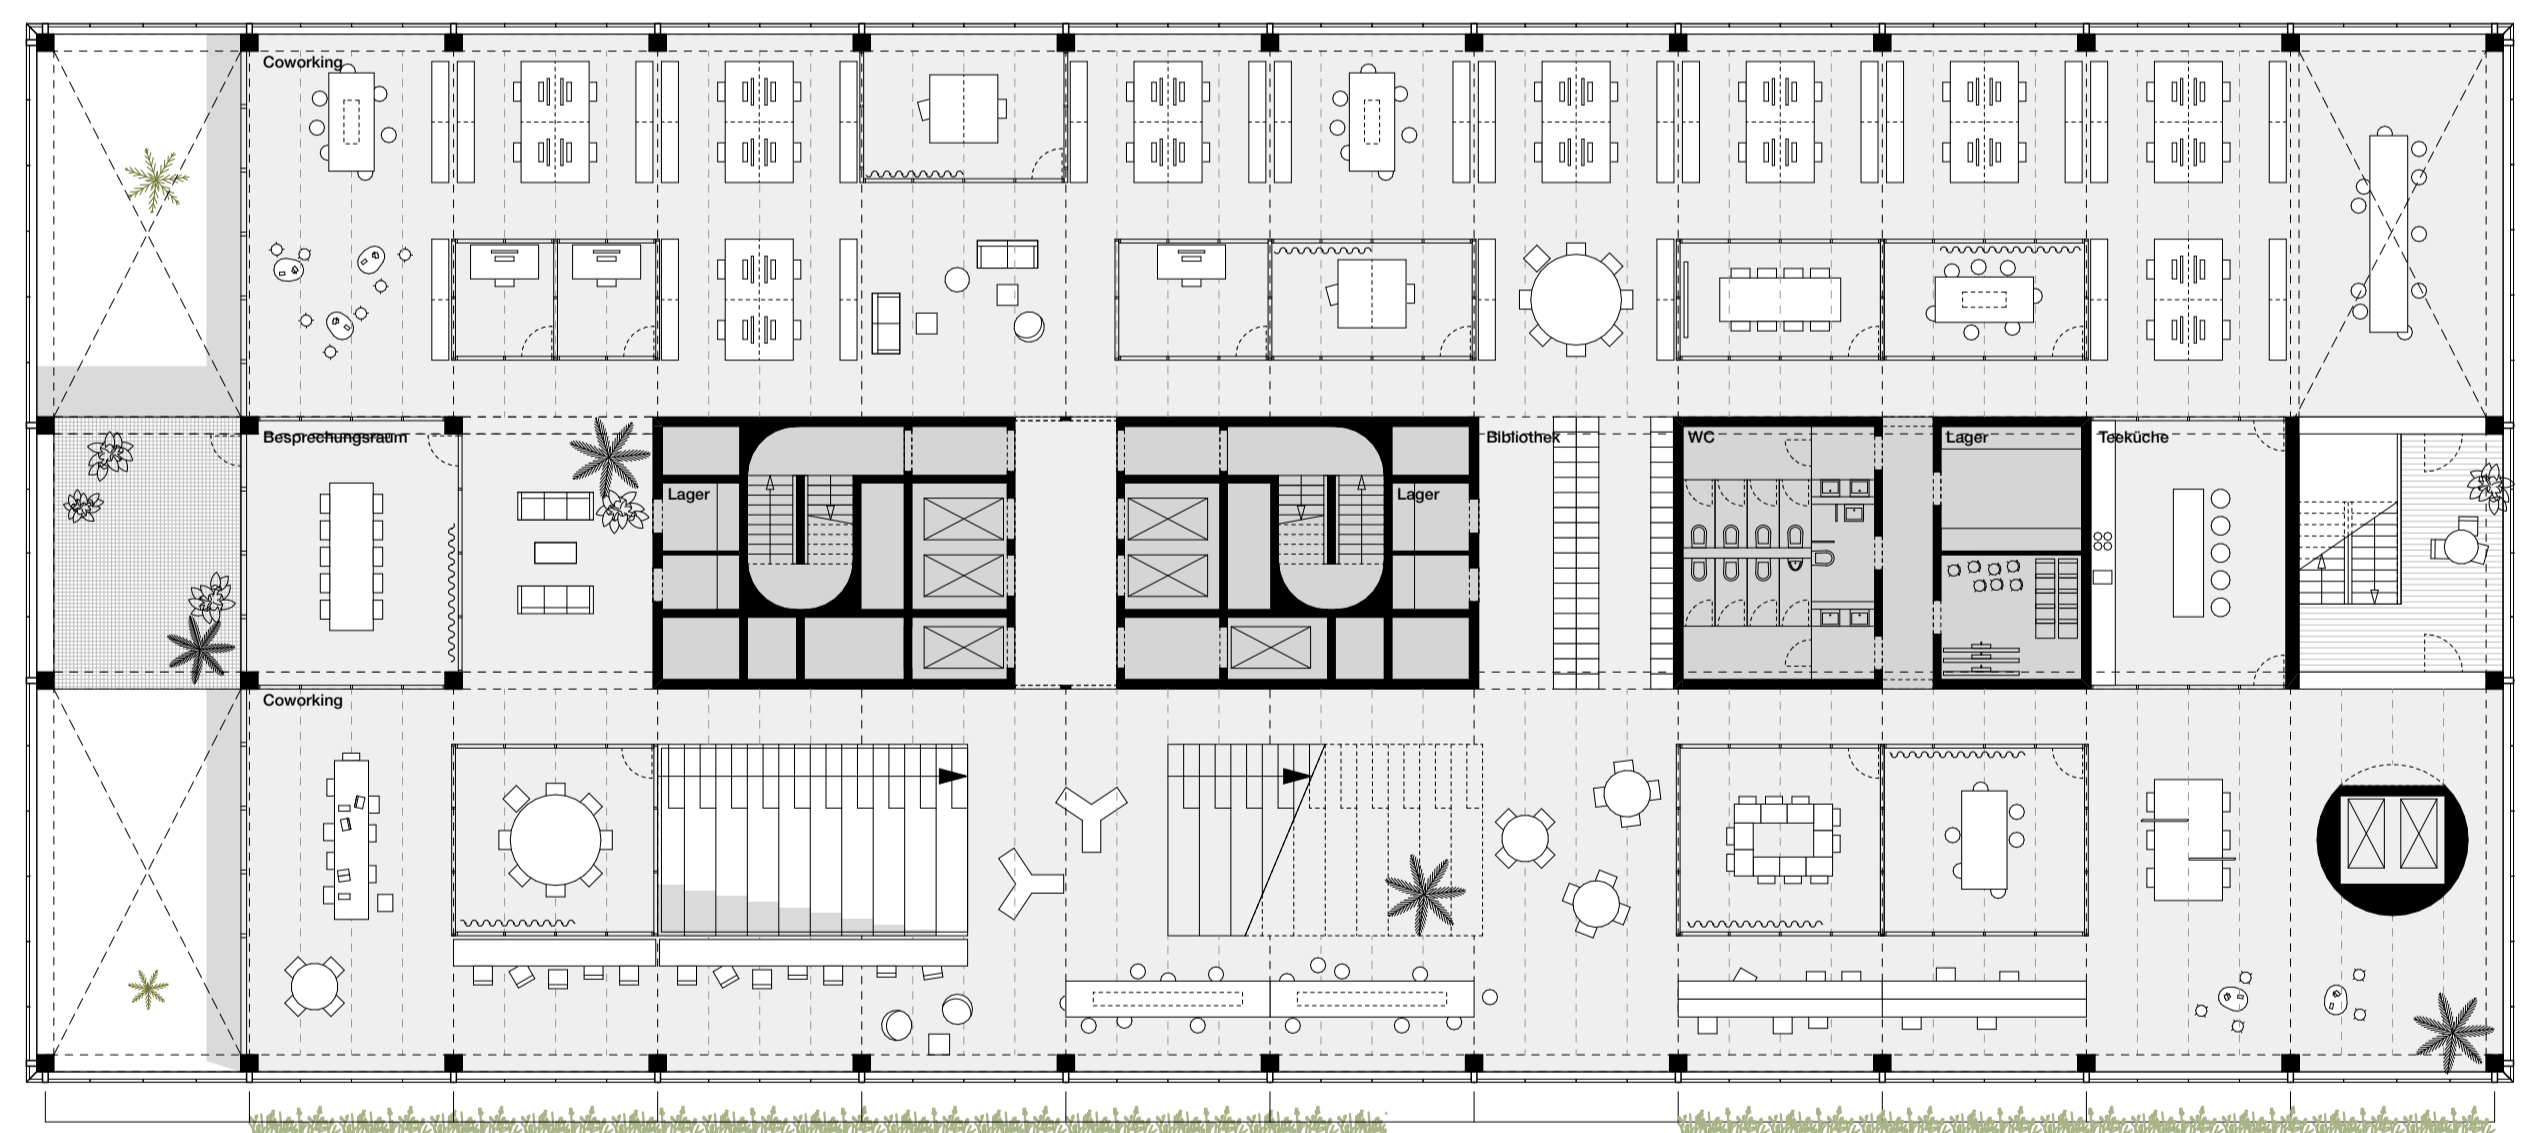 Coworking
Besprechungsraum
Bibliothek
WC
Lager
Teeküche
Lager
Lager
Coworking